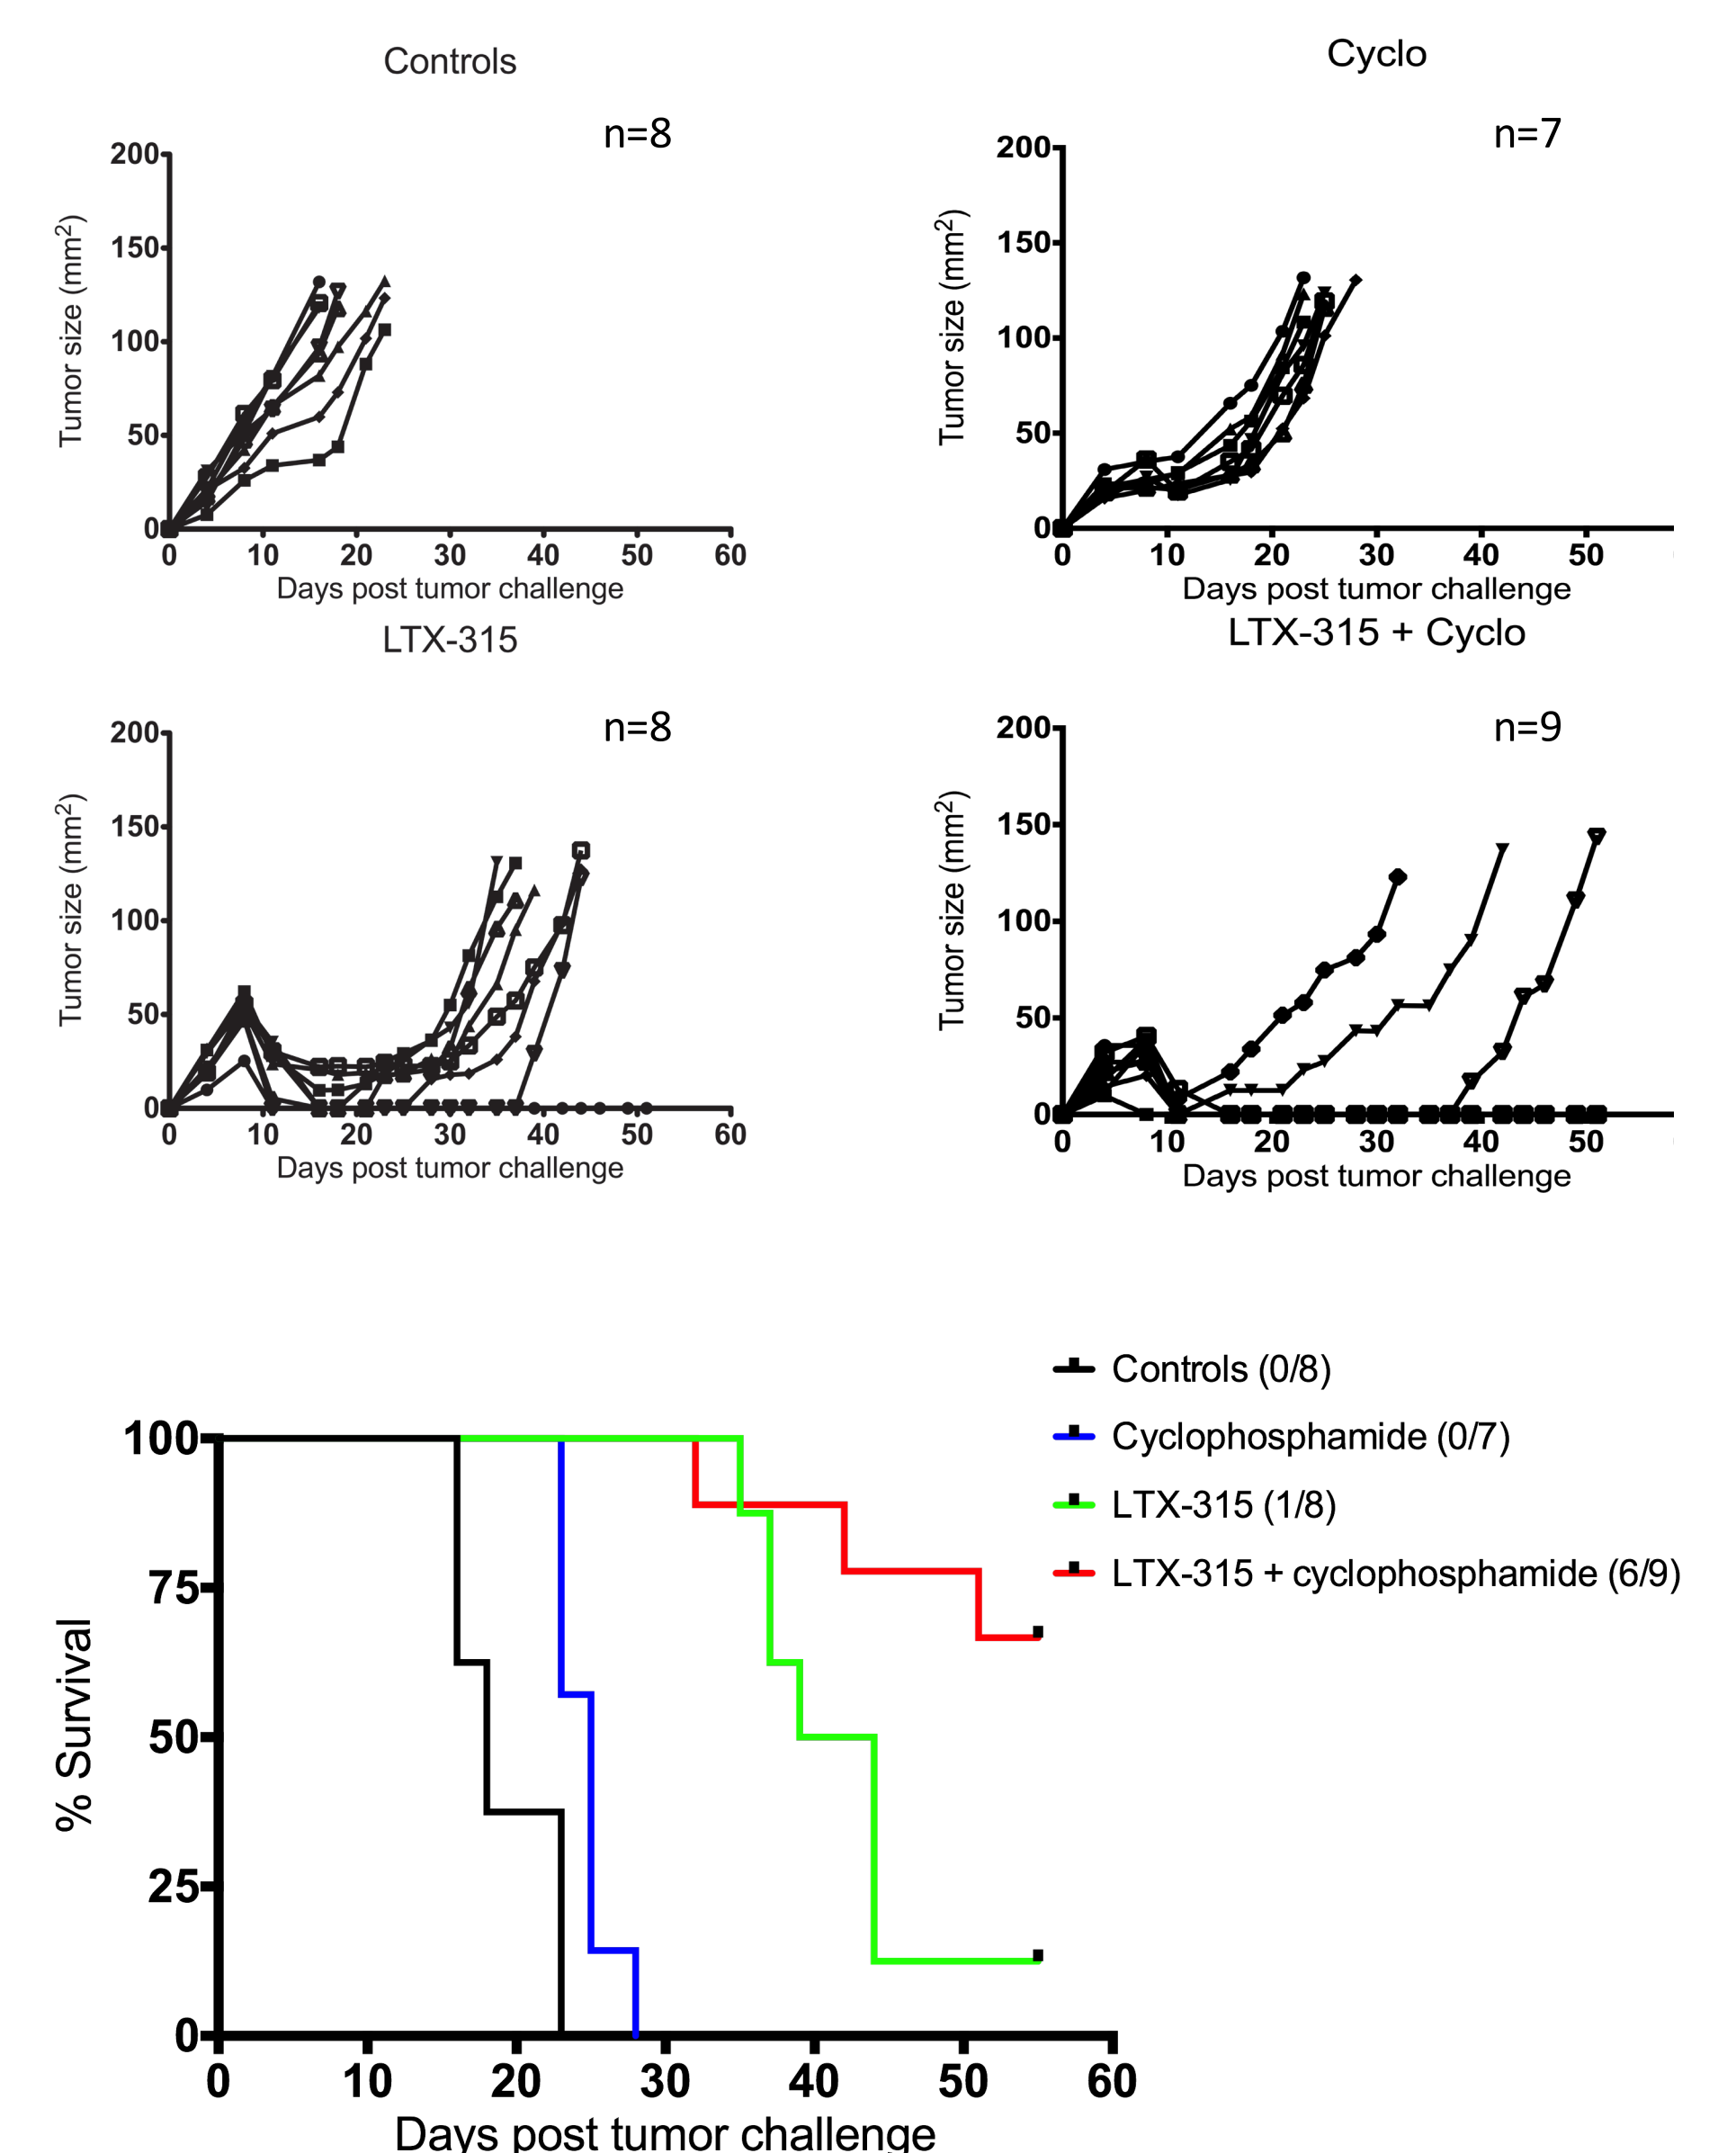 Controls
n=8
200
150
100
50
0
Tumor size (mm²)
0 10 20 30 40 50 60
Days post tumor challenge
Cyclo
n=7
200
150
100
50
0
Tumor size (mm²)
0 10 20 30 40 50
Days post tumor challenge
LTX-315
n=8
200
150
100
50
0
Tumor size (mm²)
0 10 20 30 40 50 60
Days post tumor challenge
LTX-315 + Cyclo
n=9
200
150
100
50
0
Tumor size (mm²)
0 10 20 30 40 50
Days post tumor challenge
Controls (0/8)
Cyclophosphamide (0/7)
LTX-315 (1/8)
LTX-315 + cyclophosphamide (6/9)
100
75
50
25
0
% Survival
0 10 20 30 40 50 60
Days post tumor challenge